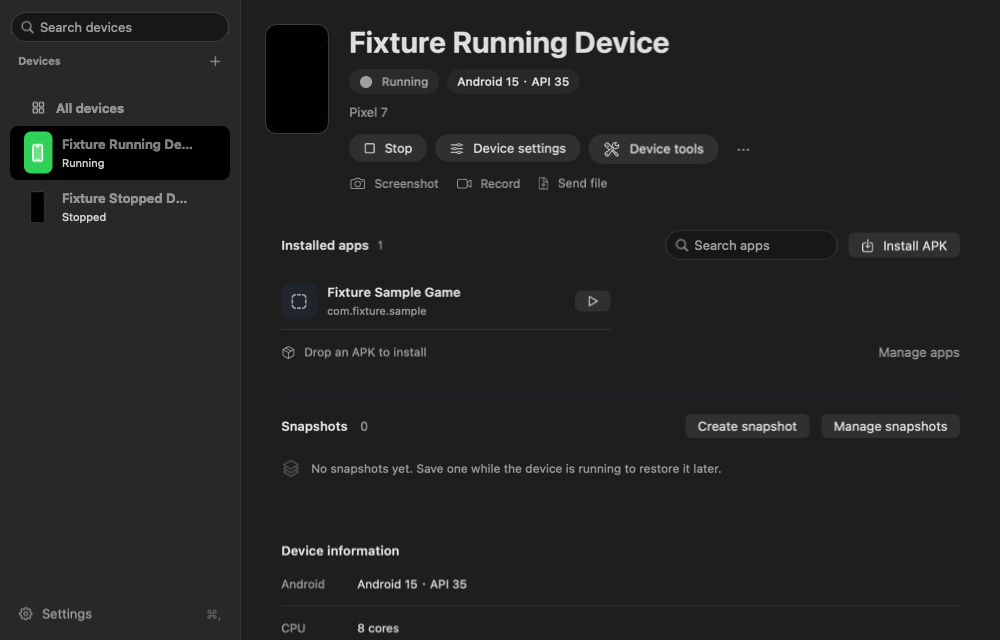 Search devices
Devices
All devices
Fixture Running De...
Running
Fixture Stopped D...
Stopped
Settings
⌘,
Fixture Running Device
Running
Android 15 · API 35
Pixel 7
Stop
Device settings
Device tools
Screenshot
Record
Send file
Installed apps 1
Search apps
Install APK
Fixture Sample Game
com.fixture.sample
Drop an APK to install
Manage apps
Snapshots 0
Create snapshot
Manage snapshots
No snapshots yet. Save one while the device is running to restore it later.
Device information
Android Android 15 · API 35
CPU 8 cores